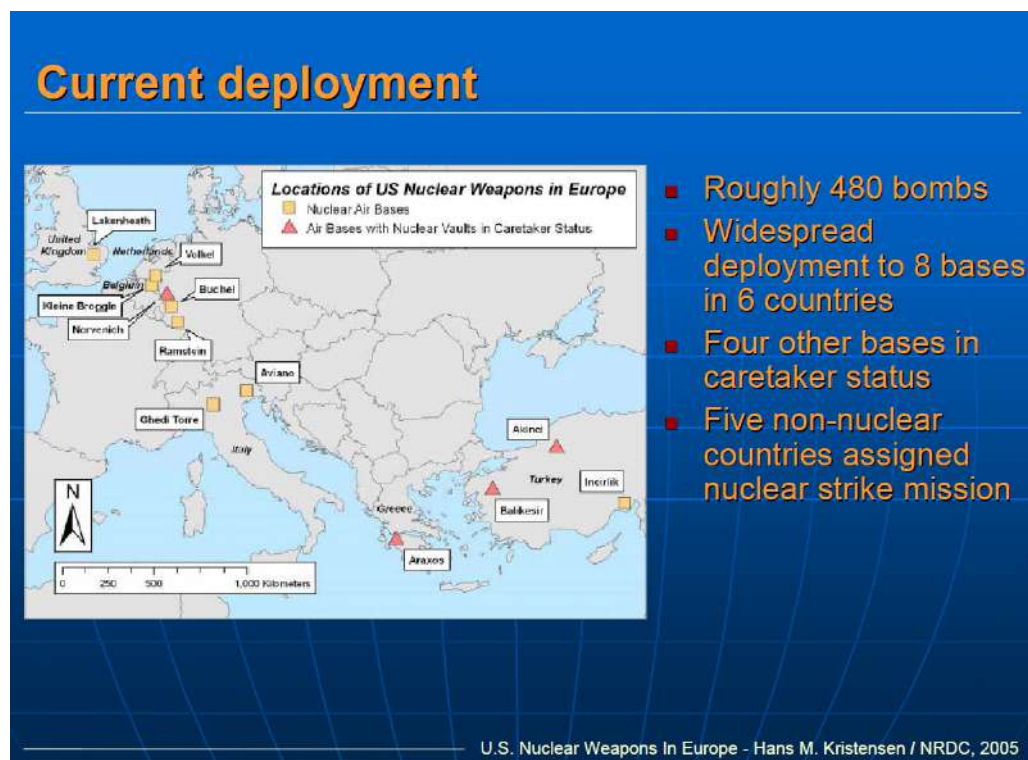 Current deployment
Locations of US Nuclear Weapons in Europe
Nuclear Air Bases
Air Bases with Nuclear Vaults in Caretaker Status
Lakenheath
United
Kingdom
Netherlands
Volkel
Belgium
Buchel
Kleine Broggle
Norvenich
Ramstein
Aviano
Ghedi Torre
Italy
Akinci
Turkey
Incirlik
Balikesir
Greece
Araxos
N
0 250 500 1,000 Kilometers
Roughly 480 bombs
Widespread
deployment to 8 bases
in 6 countries
Four other bases in
caretaker status
Five non-nuclear
countries assigned
nuclear strike mission
U.S. Nuclear Weapons In Europe - Hans M. Kristensen / NRDC, 2005